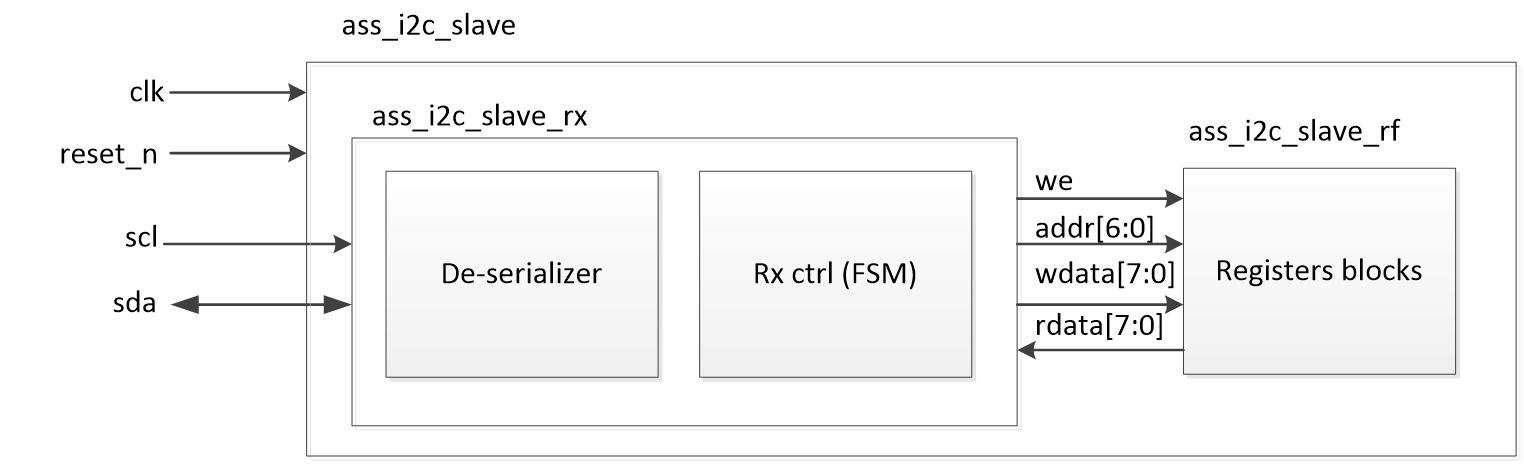 ass_i2c_slave
clk
ass_i2c_slave_rx
ass_i2c_slave_rf
reset_n
we
addr[6:0]
scl
De-serializer
Rx ctrl (FSM)
wdata[7:0]
Registers blocks
sda
rdata[7:0]